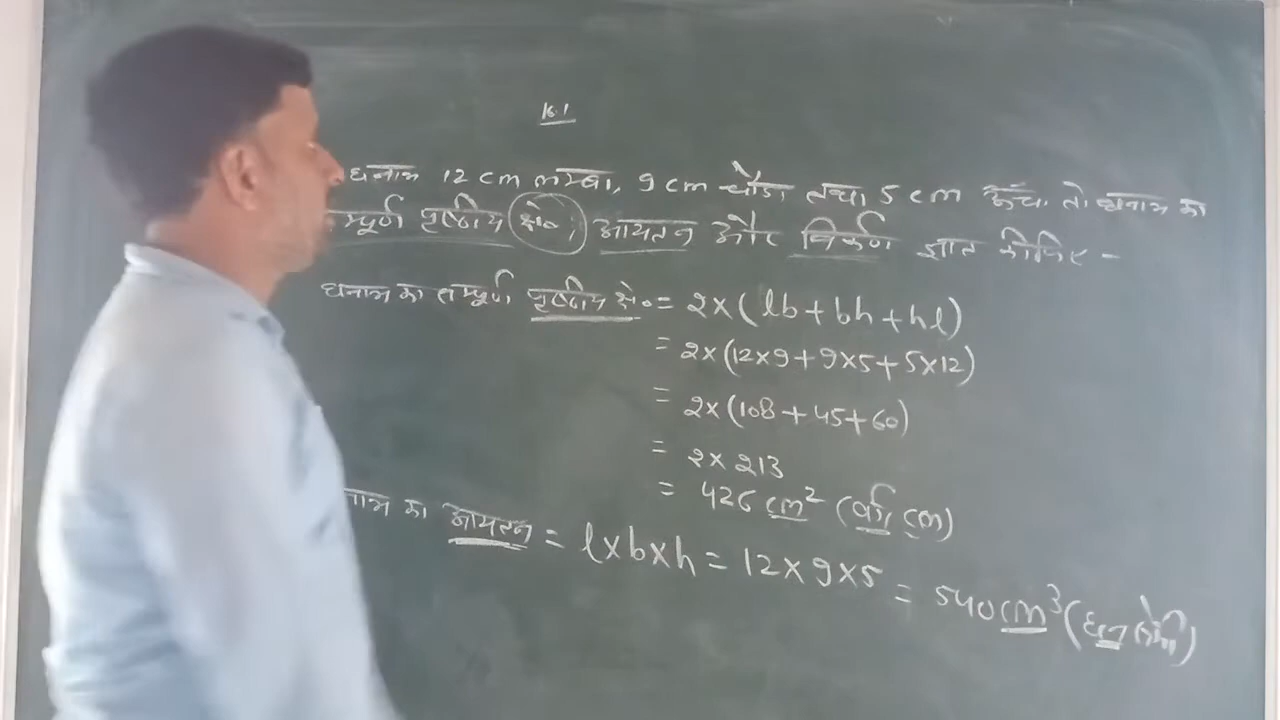 16.1
घनाभ 12 cm लम्बा, 9 cm चौड़ा तथा 5 cm ऊँचा, तो घनाभ का
म्पूर्ण पृष्ठीय क्षे०, आयतन और विकर्ण ज्ञात कीजिए -
घनाभ का सम्पूर्ण पृष्ठीय क्षे० = 2×(lb+bh+hl)
= 2×(12×9+9×5+5×12)
= 2×(108+45+60)
= 2×213
= 426 cm² (वर्ग cm)
नाभ का आयतन = l×b×h = 12×9×5 = 540 cm³ (घन सेमी)